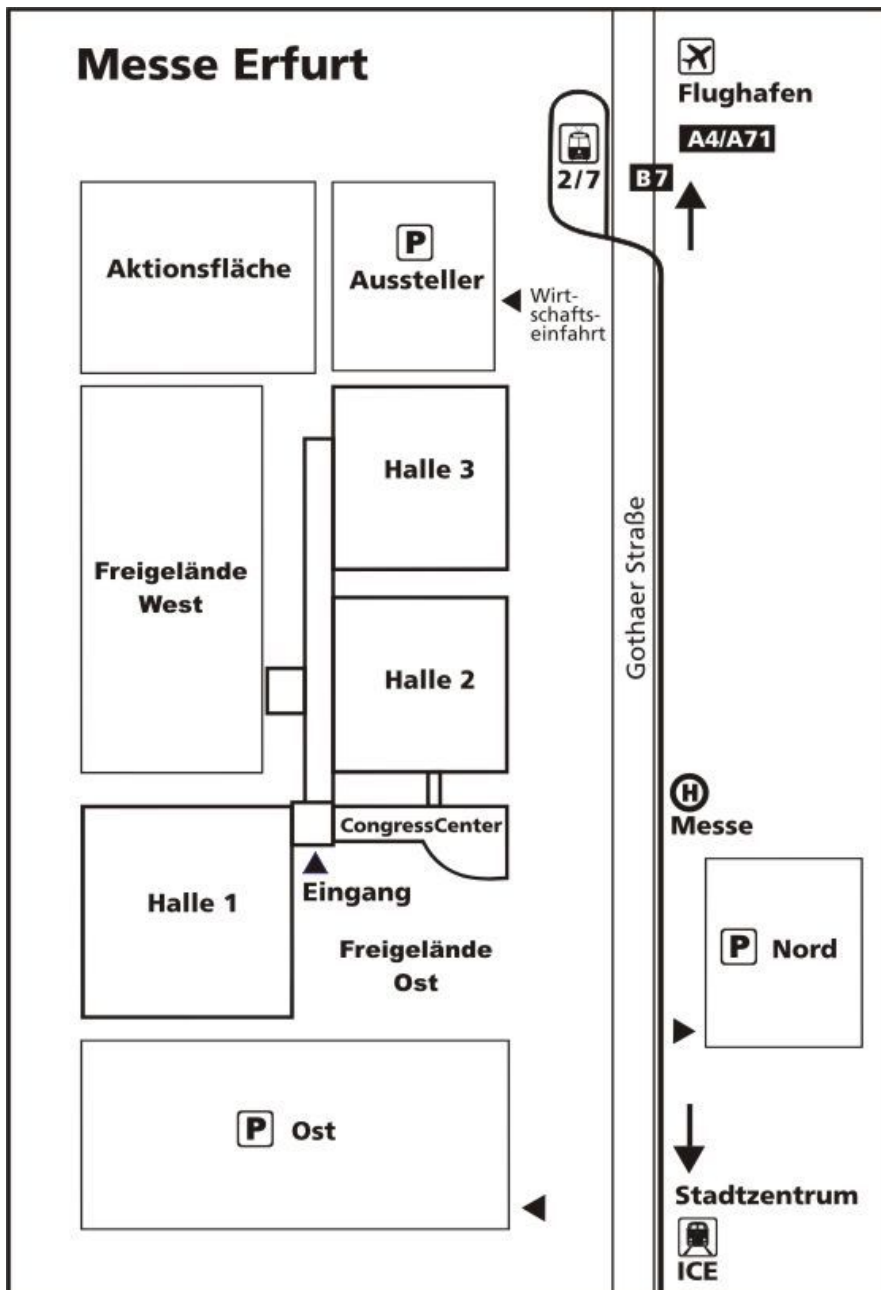 Messe Erfurt
Flughafen
A4/A71
2/7
B7
Aktionsfläche
P
Aussteller
Wirt-
schafts-
einfahrt
Halle 3
Gothaer Straße
Freigelände
West
Halle 2
H
Messe
CongressCenter
Eingang
Halle 1
Freigelände
Ost
P Nord
P Ost
Stadtzentrum
ICE